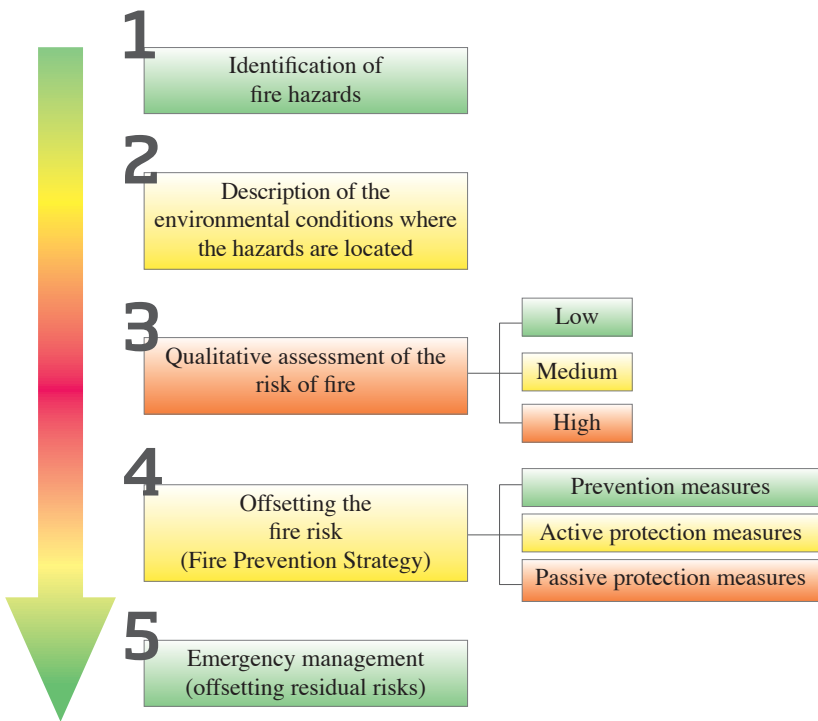 1
Identification of
fire hazards
2
Description of the
environmental conditions where
the hazards are located
3
Qualitative assessment of the
risk of fire
Low
Medium
High
4
Offsetting the
fire risk
(Fire Prevention Strategy)
Prevention measures
Active protection measures
Passive protection measures
5
Emergency management
(offsetting residual risks)